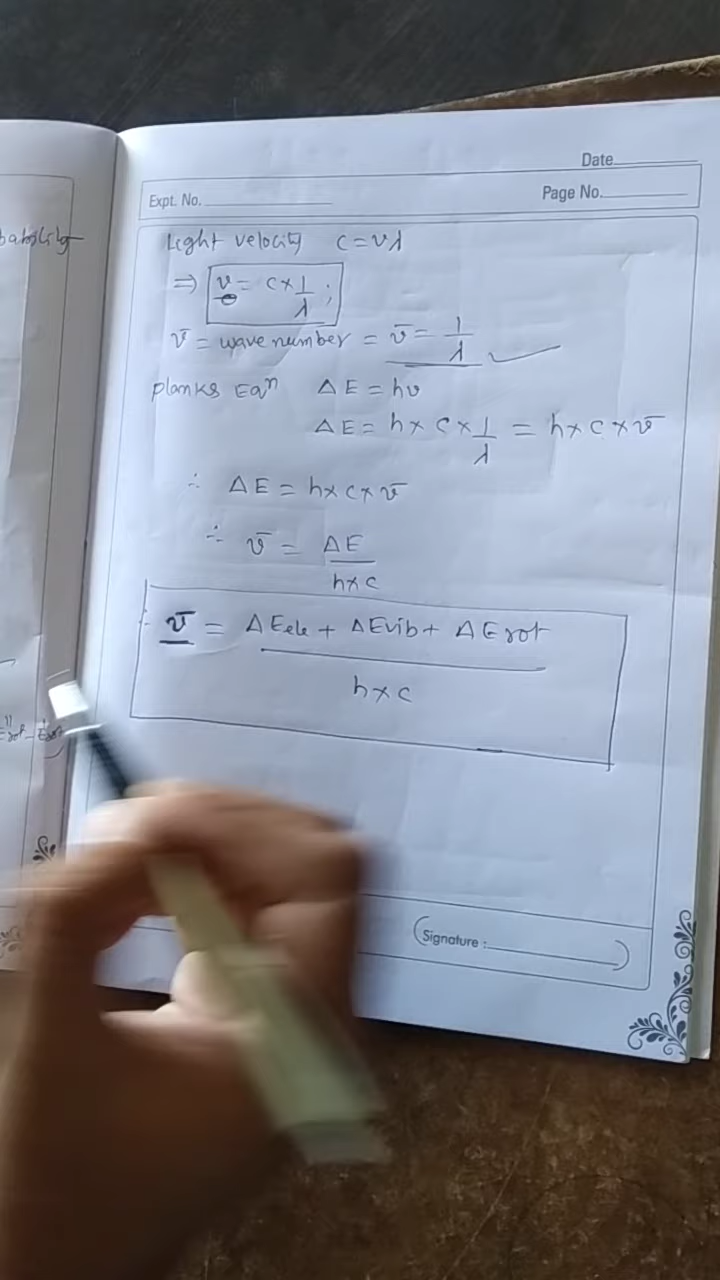 Date
Expt. No.
Page No.
Light velocity C = νλ
⇒ ν = C × 1/λ ;
ν̄ = wave number = ν̄ = 1/λ
Planks Eqⁿ ΔE = hν
ΔE = h × C × 1/λ = h × C × ν̄
∴ ΔE = h × C × ν̄
∴ ν̄ = ΔE / h × C
∴ ν̄ = ΔEele + ΔEvib + ΔErot / h × C
Signature :